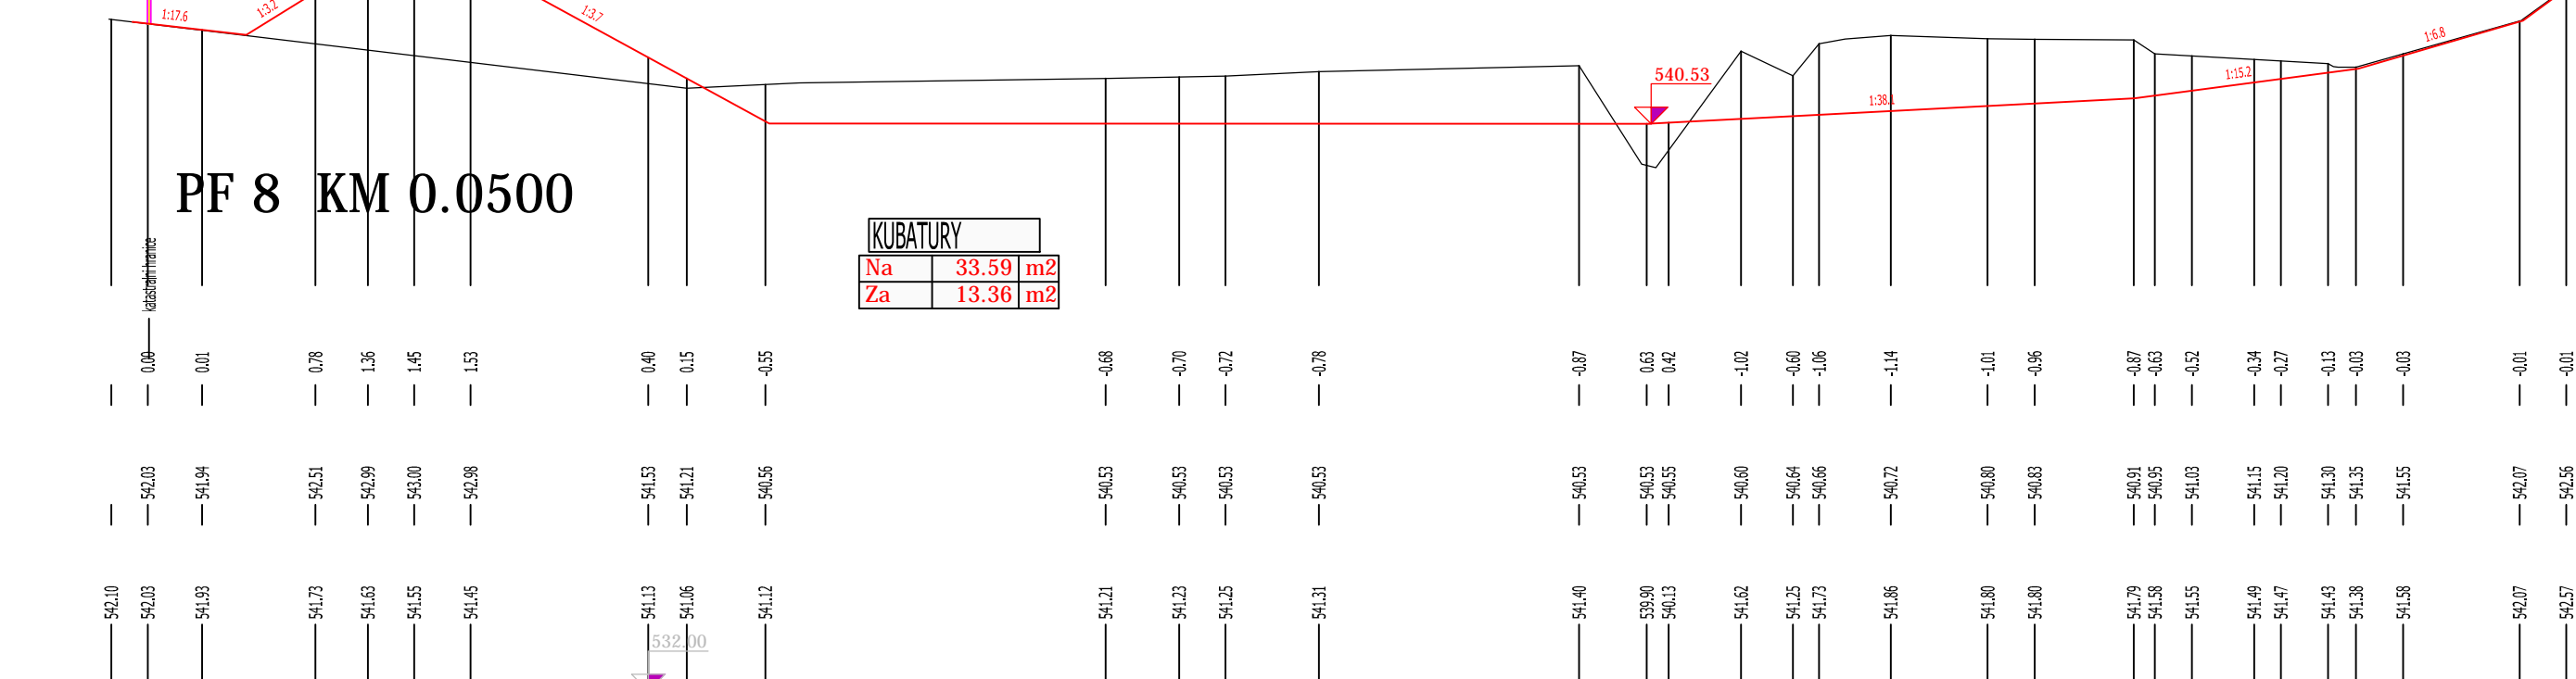 1:17.6
1:3.2
1:3.7
540.53
1:38.1
1:15.2
1:6.8
PF 8 KM 0.0500
katastralni hranice
KUBATURY
Na 33.59 m2
Za 13.36 m2
0.00 0.01 0.78 1.36 1.45 1.53 0.40 0.15 -0.55 -0.68 -0.70 -0.72 -0.78 -0.87 0.63 0.42 -1.02 -0.60 -1.06 -1.14 -1.01 -0.96 -0.87 -0.63 -0.52 -0.34 -0.27 -0.13 -0.03 -0.03 -0.01 -0.01
542.03 541.94 542.51 542.99 543.00 542.98 541.53 541.21 540.56 540.53 540.53 540.53 540.53 540.53 540.53 540.55 540.60 540.64 540.66 540.72 540.80 540.83 540.91 540.95 541.03 541.15 541.20 541.30 541.35 541.55 542.07 542.56
542.10 542.03 541.93 541.73 541.63 541.55 541.45 541.13 541.06 541.12 541.21 541.23 541.25 541.31 541.40 539.90 540.13 541.62 541.25 541.73 541.86 541.80 541.80 541.79 541.58 541.55 541.49 541.47 541.43 541.38 541.58 542.07 542.57
532.00